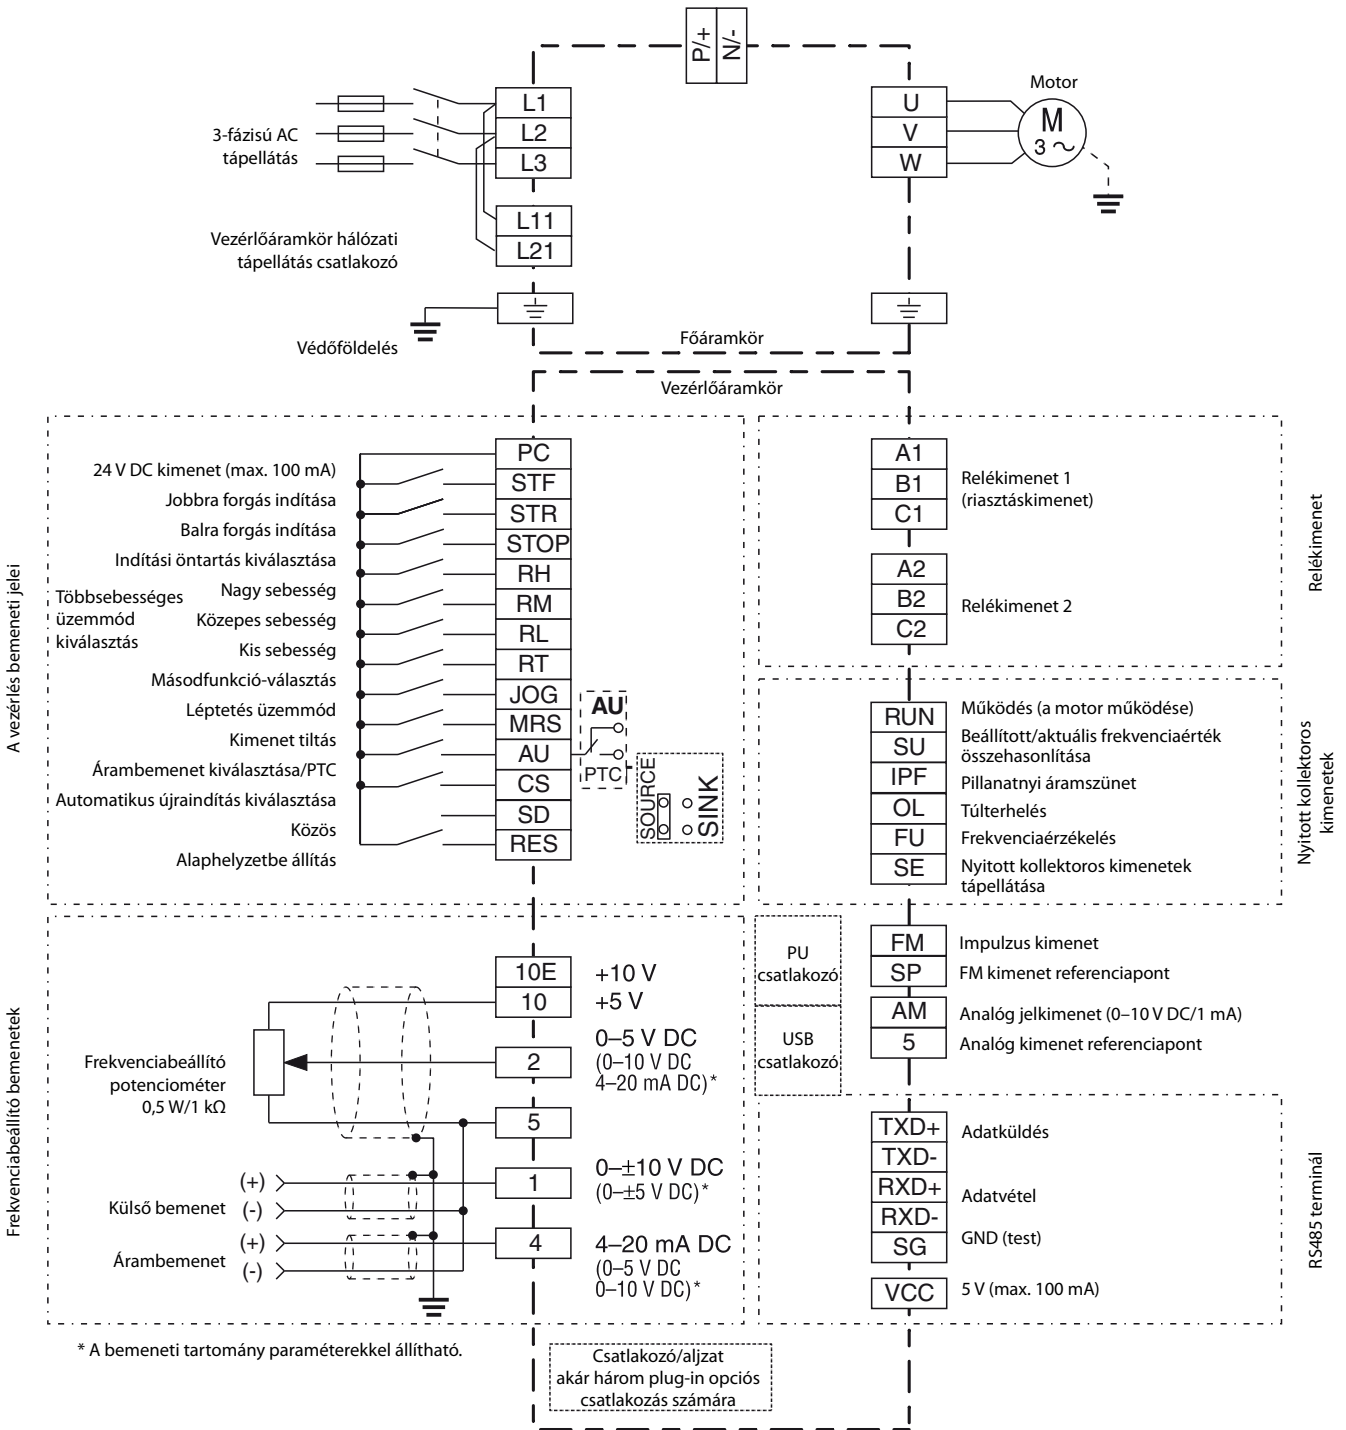 P/+
N/-
L1
L2
L3
3-fázisú AC
tápellátás
L11
L21
Vezérlőáramkör hálózati
tápellátás csatlakozó
Védőföldelés
U
V
W
Motor
M
3 ~
Főáramkör
Vezérlőáramkör
A vezérlés bemeneti jelei
24 V DC kimenet (max. 100 mA)
Jobbra forgás indítása
Balra forgás indítása
Indítási öntartás kiválasztása
Többsebességes
üzemmód
kiválasztás
Nagy sebesség
Közepes sebesség
Kis sebesség
Másodfunkció-választás
Léptetés üzemmód
Kimenet tiltás
Árambemenet kiválasztása/PTC
Automatikus újraindítás kiválasztása
Közös
Alaphelyzetbe állítás
PC
STF
STR
STOP
RH
RM
RL
RT
JOG
MRS
AU
CS
SD
RES
AU
PTC
SOURCE
SINK
A1
B1
C1
Relékimenet 1
(riasztáskimenet)
A2
B2
C2
Relékimenet 2
Relékimenet
RUN
SU
IPF
OL
FU
SE
Működés (a motor működése)
Beállított/aktuális frekvenciaérték
összehasonlítása
Pillanatnyi áramszünet
Túlterhelés
Frekvenciaérzékelés
Nyitott kollektoros kimenetek
tápellátása
Nyitott kollektoros
kimenetek
Frekvenciabeállító bemenetek
Frekvenciabeállító
potenciométer
0,5 W/1 kΩ
(+)
Külső bemenet
(-)
(+)
Árambemenet
(-)
10E
10
2
5
1
4
+10 V
+5 V
0–5 V DC
(0–10 V DC
4–20 mA DC)*
0–±10 V DC
(0–±5 V DC)*
4–20 mA DC
(0–5 V DC
0–10 V DC)*
PU
csatlakozó
USB
csatlakozó
FM
SP
AM
5
Impulzus kimenet
FM kimenet referenciapont
Analóg jelkimenet (0–10 V DC/1 mA)
Analóg kimenet referenciapont
TXD+
TXD-
RXD+
RXD-
SG
VCC
Adatküldés
Adatvétel
GND (test)
5 V (max. 100 mA)
RS485 terminál
* A bemeneti tartomány paraméterekkel állítható.
Csatlakozó/aljzat
akár három plug-in opciós
csatlakozás számára